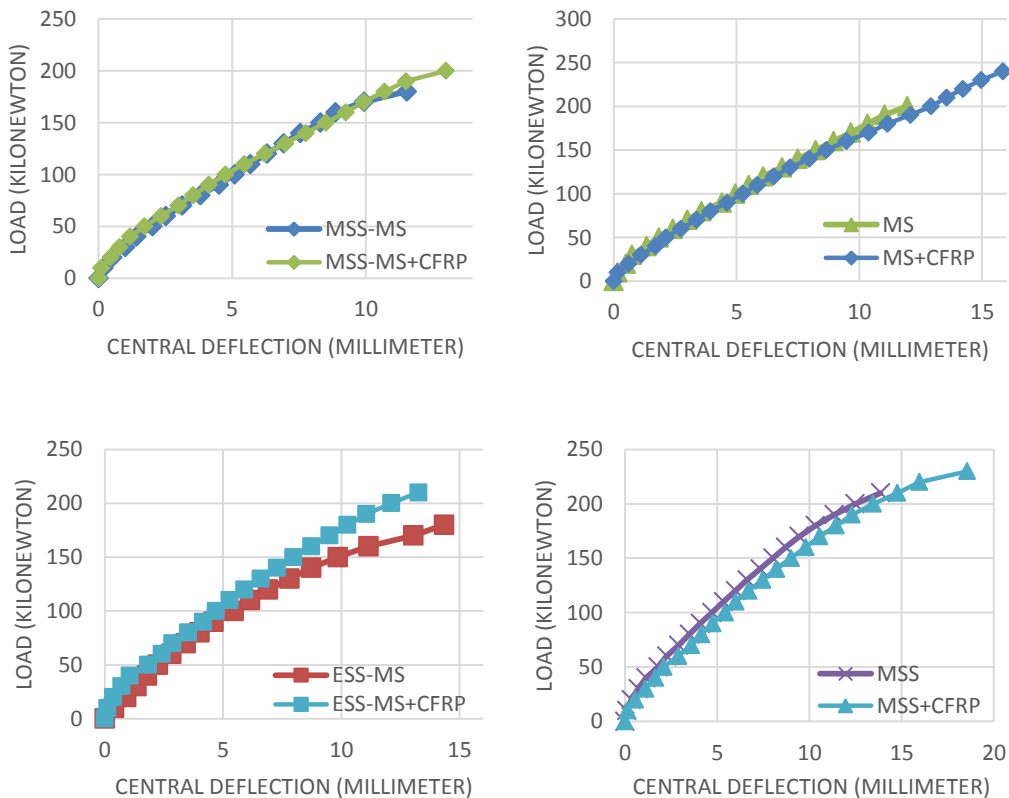 250
200
150
100
50
0
LOAD (KILONEWTON)
MSS-MS
MSS-MS+CFRP
0 5 10
CENTRAL DEFLECTION (MILLIMETER)
300
250
200
150
100
50
0
LOAD (KILONEWTON)
MS
MS+CFRP
0 5 10 15
CENTRAL DEFLECTION (MILLIMETER)
250
200
150
100
50
0
LOAD (KILONEWTON)
ESS-MS
ESS-MS+CFRP
0 5 10 15
CENTRAL DEFLECTION (MILLIMETER)
250
200
150
100
50
0
LOAD (KILONEWTON)
MSS
MSS+CFRP
0 5 10 15 20
CENTRAL DEFLECTION (MILLIMETER)